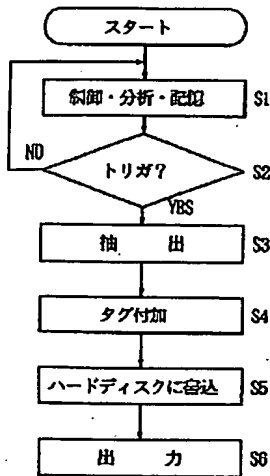 スタート
制御・分析・記憶 S1
NO
トリガ? S2
YES
抽 出 S3
タグ付加 S4
ハードディスクに書込 S5
出 力 S6